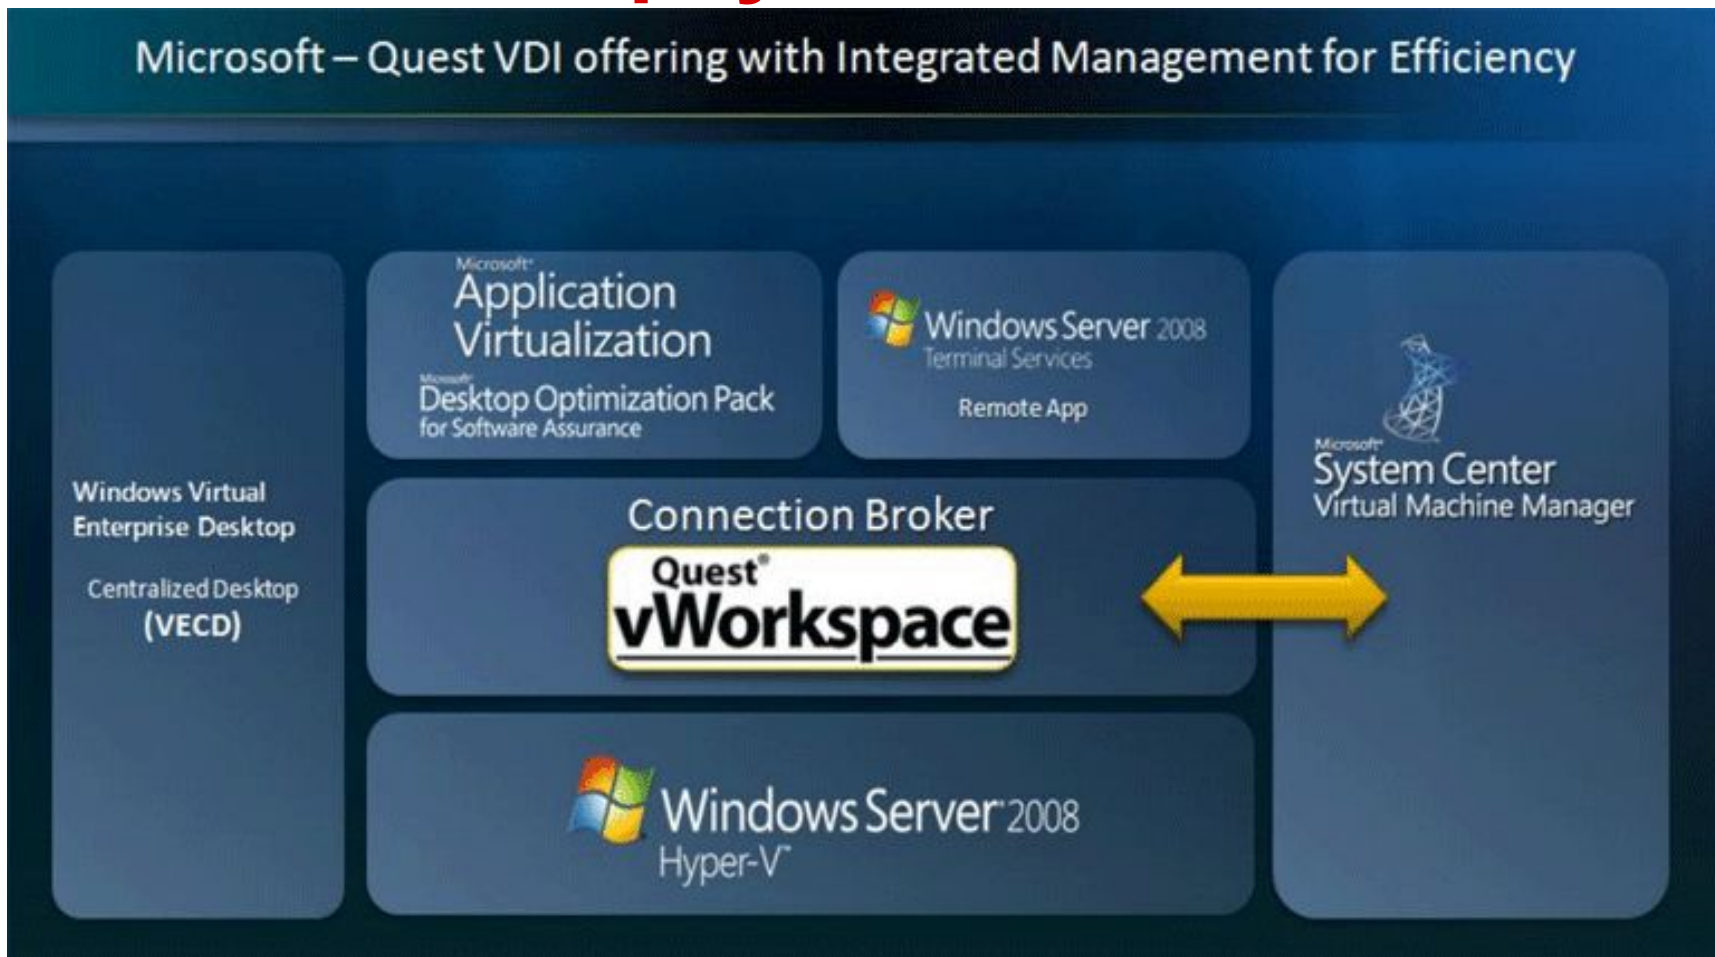 Microsoft – Quest VDI offering with Integrated Management for Efficiency
Windows Virtual
Enterprise Desktop
Centralized Desktop
(VECD)
Microsoft®
Application
Virtualization
Microsoft®
Desktop Optimization Pack
for Software Assurance
Windows Server 2008
Terminal Services
Remote App
Connection Broker
Quest®
vWorkspace
Windows Server® 2008
Hyper-V™
Microsoft®
System Center
Virtual Machine Manager